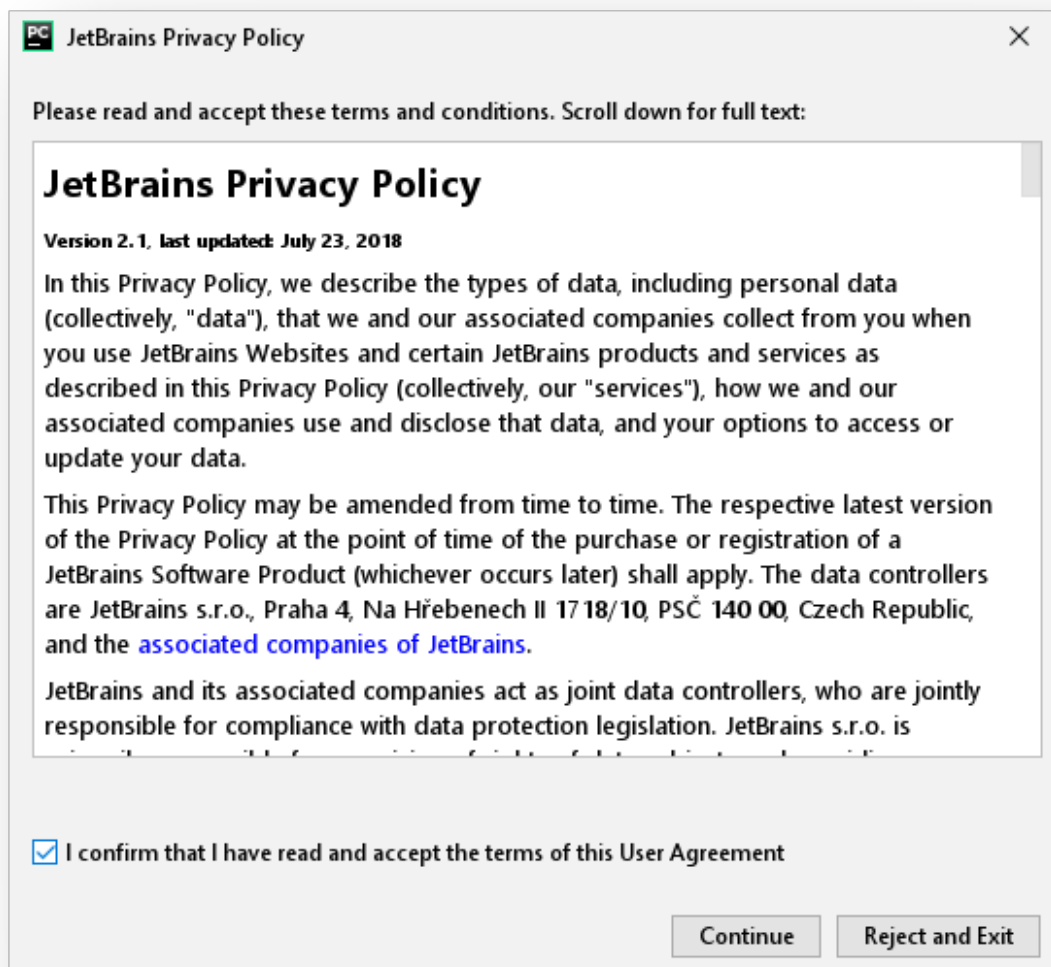 PC JetBrains Privacy Policy
Please read and accept these terms and conditions. Scroll down for full text:
JetBrains Privacy Policy
Version 2.1, last updated: July 23, 2018
In this Privacy Policy, we describe the types of data, including personal data
(collectively, "data"), that we and our associated companies collect from you when
you use JetBrains Websites and certain JetBrains products and services as
described in this Privacy Policy (collectively, our "services"), how we and our
associated companies use and disclose that data, and your options to access or
update your data.
This Privacy Policy may be amended from time to time. The respective latest version
of the Privacy Policy at the point of time of the purchase or registration of a
JetBrains Software Product (whichever occurs later) shall apply. The data controllers
are JetBrains s.r.o., Praha 4, Na Hřebenech II 1718/10, PSČ 140 00, Czech Republic,
and the associated companies of JetBrains.
JetBrains and its associated companies act as joint data controllers, who are jointly
responsible for compliance with data protection legislation. JetBrains s.r.o. is
I confirm that I have read and accept the terms of this User Agreement
Continue Reject and Exit